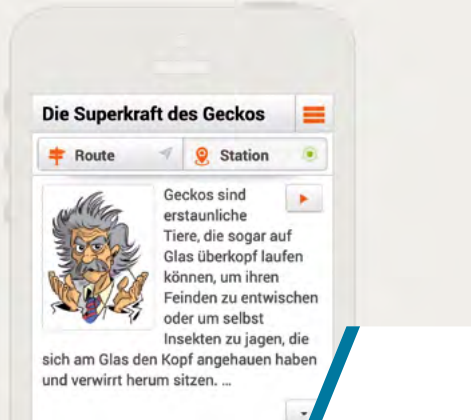 Die Superkraft des Geckos
Route
Station
Geckos sind
erstaunliche
Tiere, die sogar auf
Glas überkopf laufen
können, um ihren
Feinden zu entwischen
oder um selbst
Insekten zu jagen, die
sich am Glas den Kopf angehauen haben
und verwirrt herum sitzen. ...